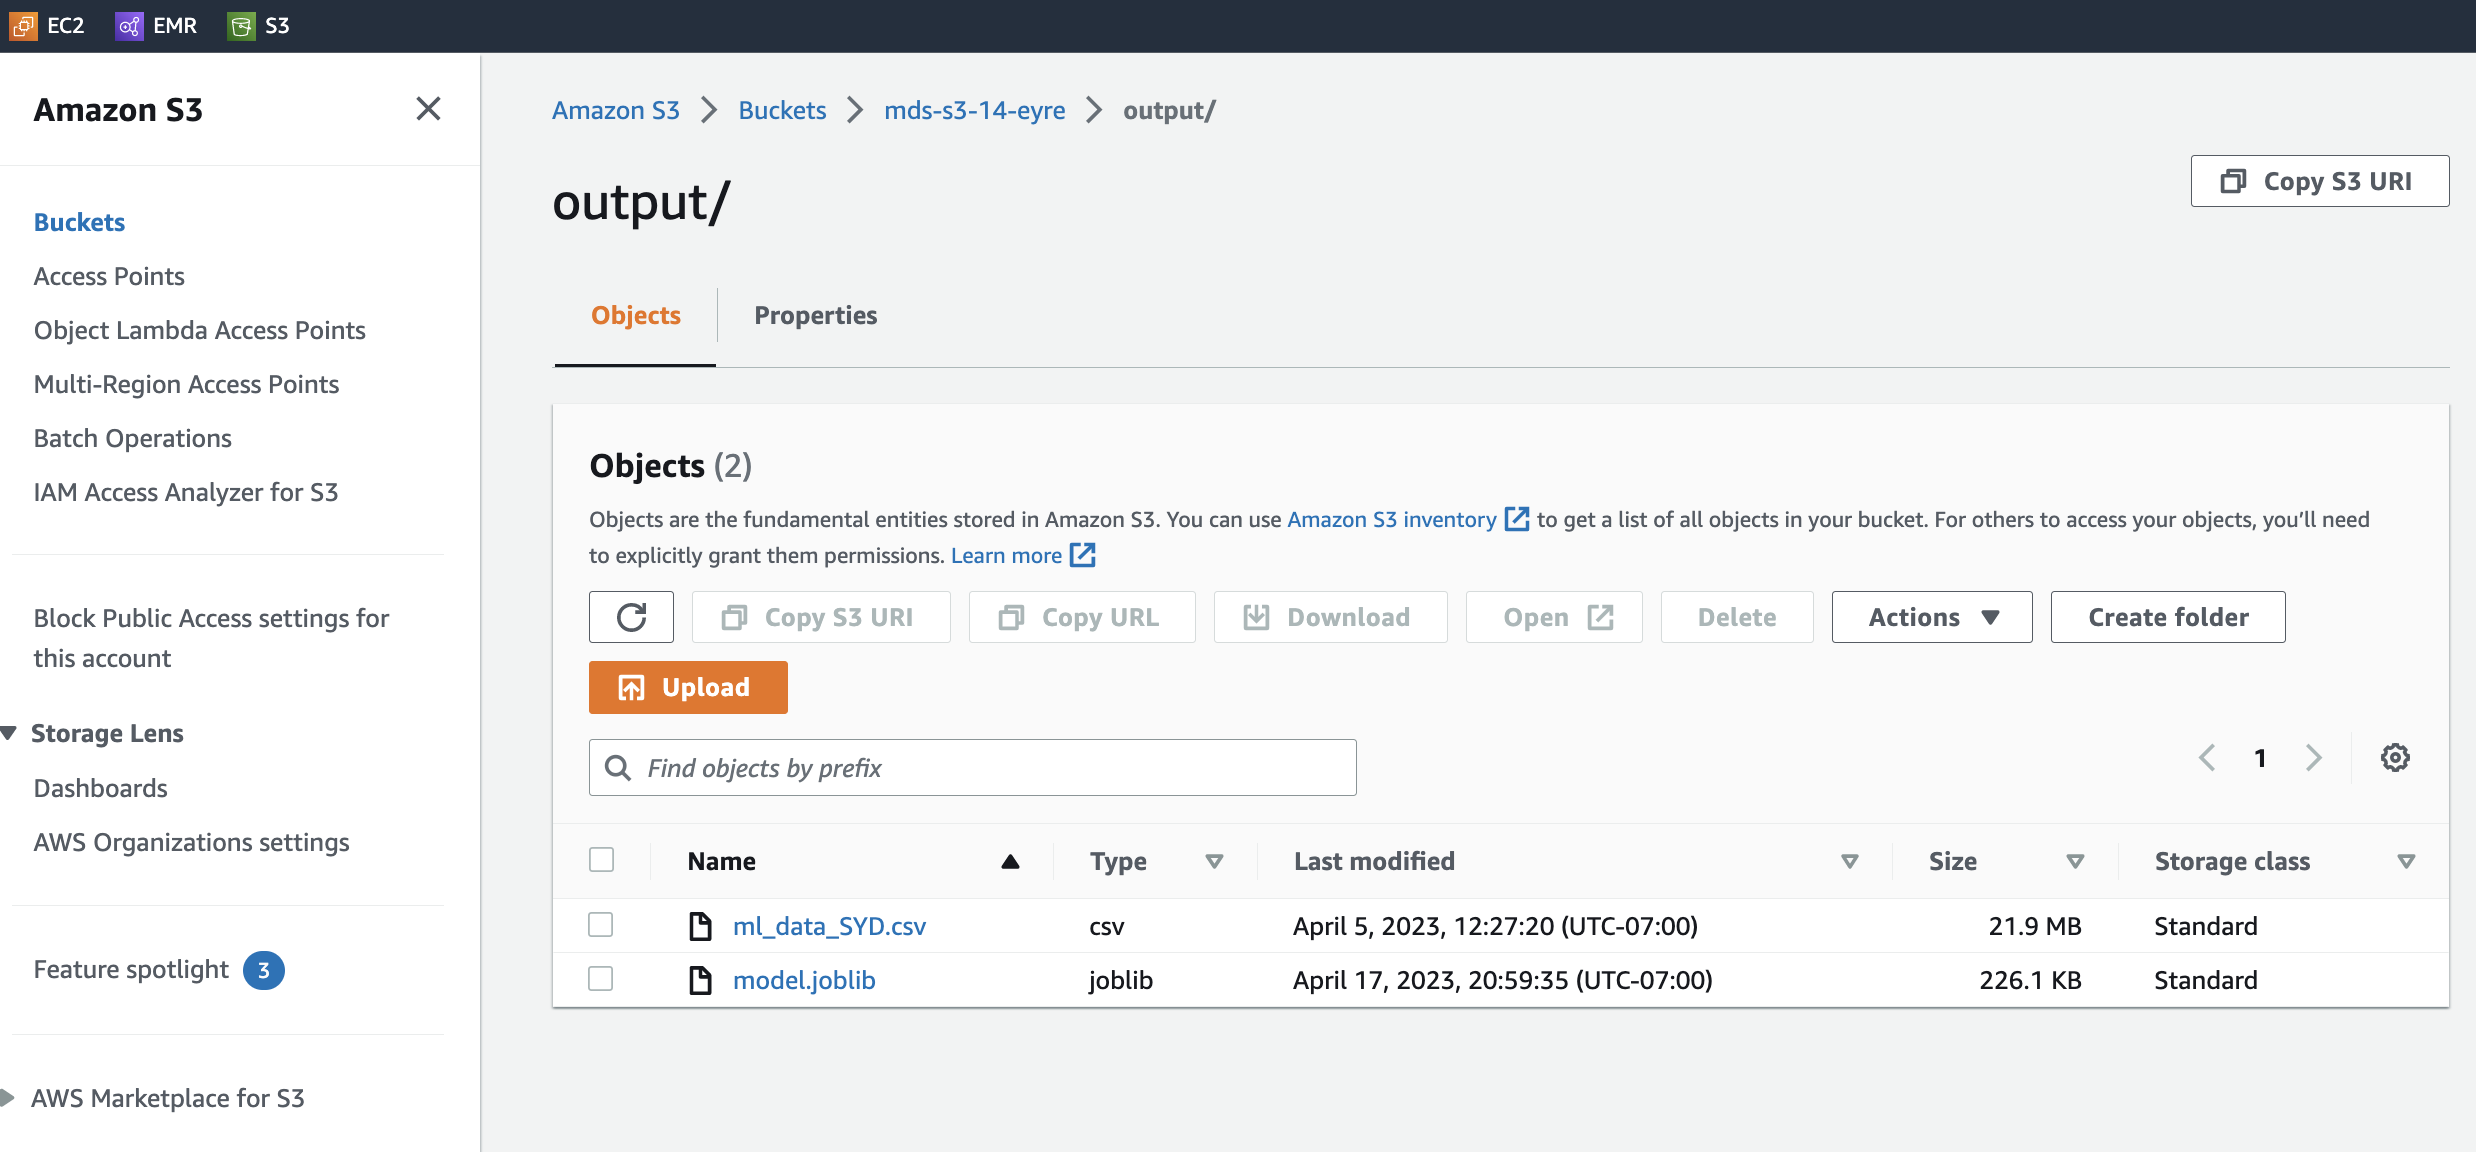 EC2 EMR S3
Amazon S3
Buckets
Access Points
Object Lambda Access Points
Multi-Region Access Points
Batch Operations
IAM Access Analyzer for S3
Block Public Access settings for
this account
Storage Lens
Dashboards
AWS Organizations settings
Feature spotlight 3
AWS Marketplace for S3
Amazon S3 Buckets mds-s3-14-eyre output/
output/
Copy S3 URI
Objects Properties
Objects (2)
Objects are the fundamental entities stored in Amazon S3. You can use Amazon S3 inventory to get a list of all objects in your bucket. For others to access your objects, you’ll need
to explicitly grant them permissions. Learn more
Copy S3 URI Copy URL Download Open Delete Actions Create folder
Upload
Find objects by prefix
1
Name Type Last modified Size Storage class
ml_data_SYD.csv csv April 5, 2023, 12:27:20 (UTC-07:00) 21.9 MB Standard
model.joblib joblib April 17, 2023, 20:59:35 (UTC-07:00) 226.1 KB Standard